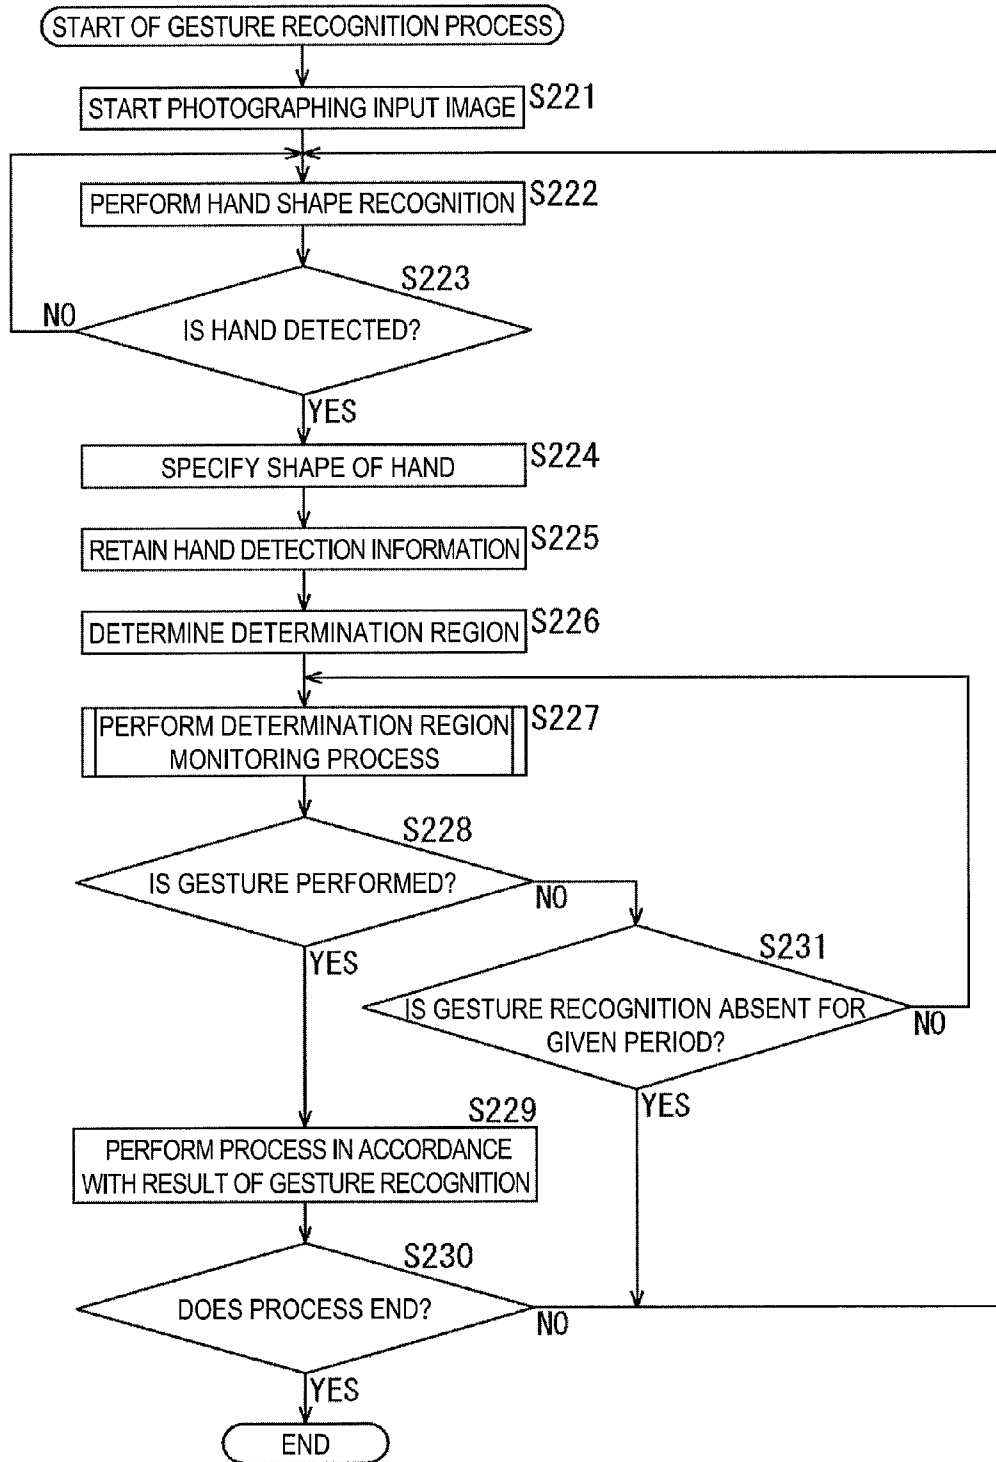 START OF GESTURE RECOGNITION PROCESS
START PHOTOGRAPHING INPUT IMAGE
S221
PERFORM HAND SHAPE RECOGNITION
S222
S223
NO
IS HAND DETECTED?
YES
SPECIFY SHAPE OF HAND
S224
RETAIN HAND DETECTION INFORMATION
S225
DETERMINE DETERMINATION REGION
S226
PERFORM DETERMINATION REGION
MONITORING PROCESS
S227
S228
IS GESTURE PERFORMED?
NO
YES
S231
IS GESTURE RECOGNITION ABSENT FOR
GIVEN PERIOD?
NO
YES
S229
PERFORM PROCESS IN ACCORDANCE
WITH RESULT OF GESTURE RECOGNITION
S230
DOES PROCESS END?
NO
YES
END